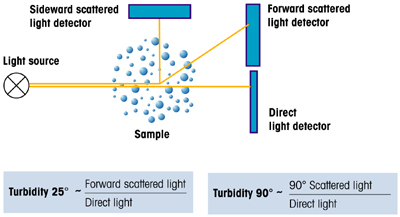 Sideward scattered
light detector
Forward scattered
light detector
Light source
Sample
Direct
light detector
Turbidity 25° ~ Forward scattered light
Direct light
Turbidity 90° ~ 90° Scattered light
Direct light